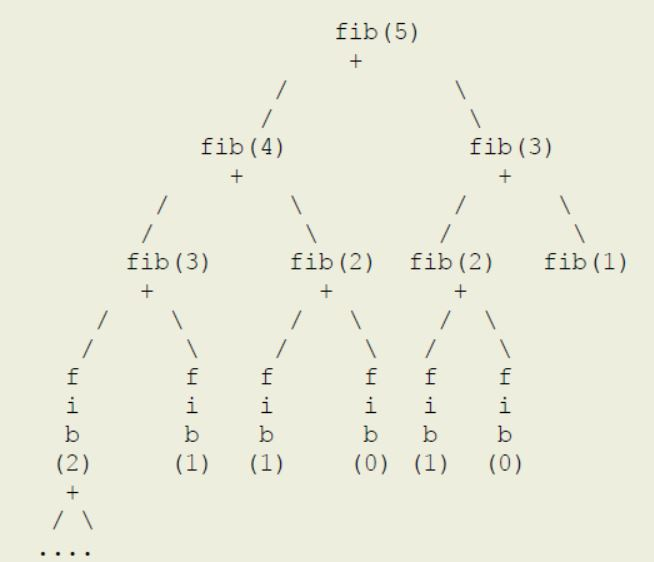 fib(5)
+
/ \
/ \
fib(4) fib(3)
+ +
/ \ / \
/ \ / \
fib(3) fib(2) fib(2) fib(1)
+ + +
/ \ / \ / \
/ \ / \ / \
f f f f f f
i i i i i i
b b b b b b
(2) (1) (1) (0) (1) (0)
+
/ \
....